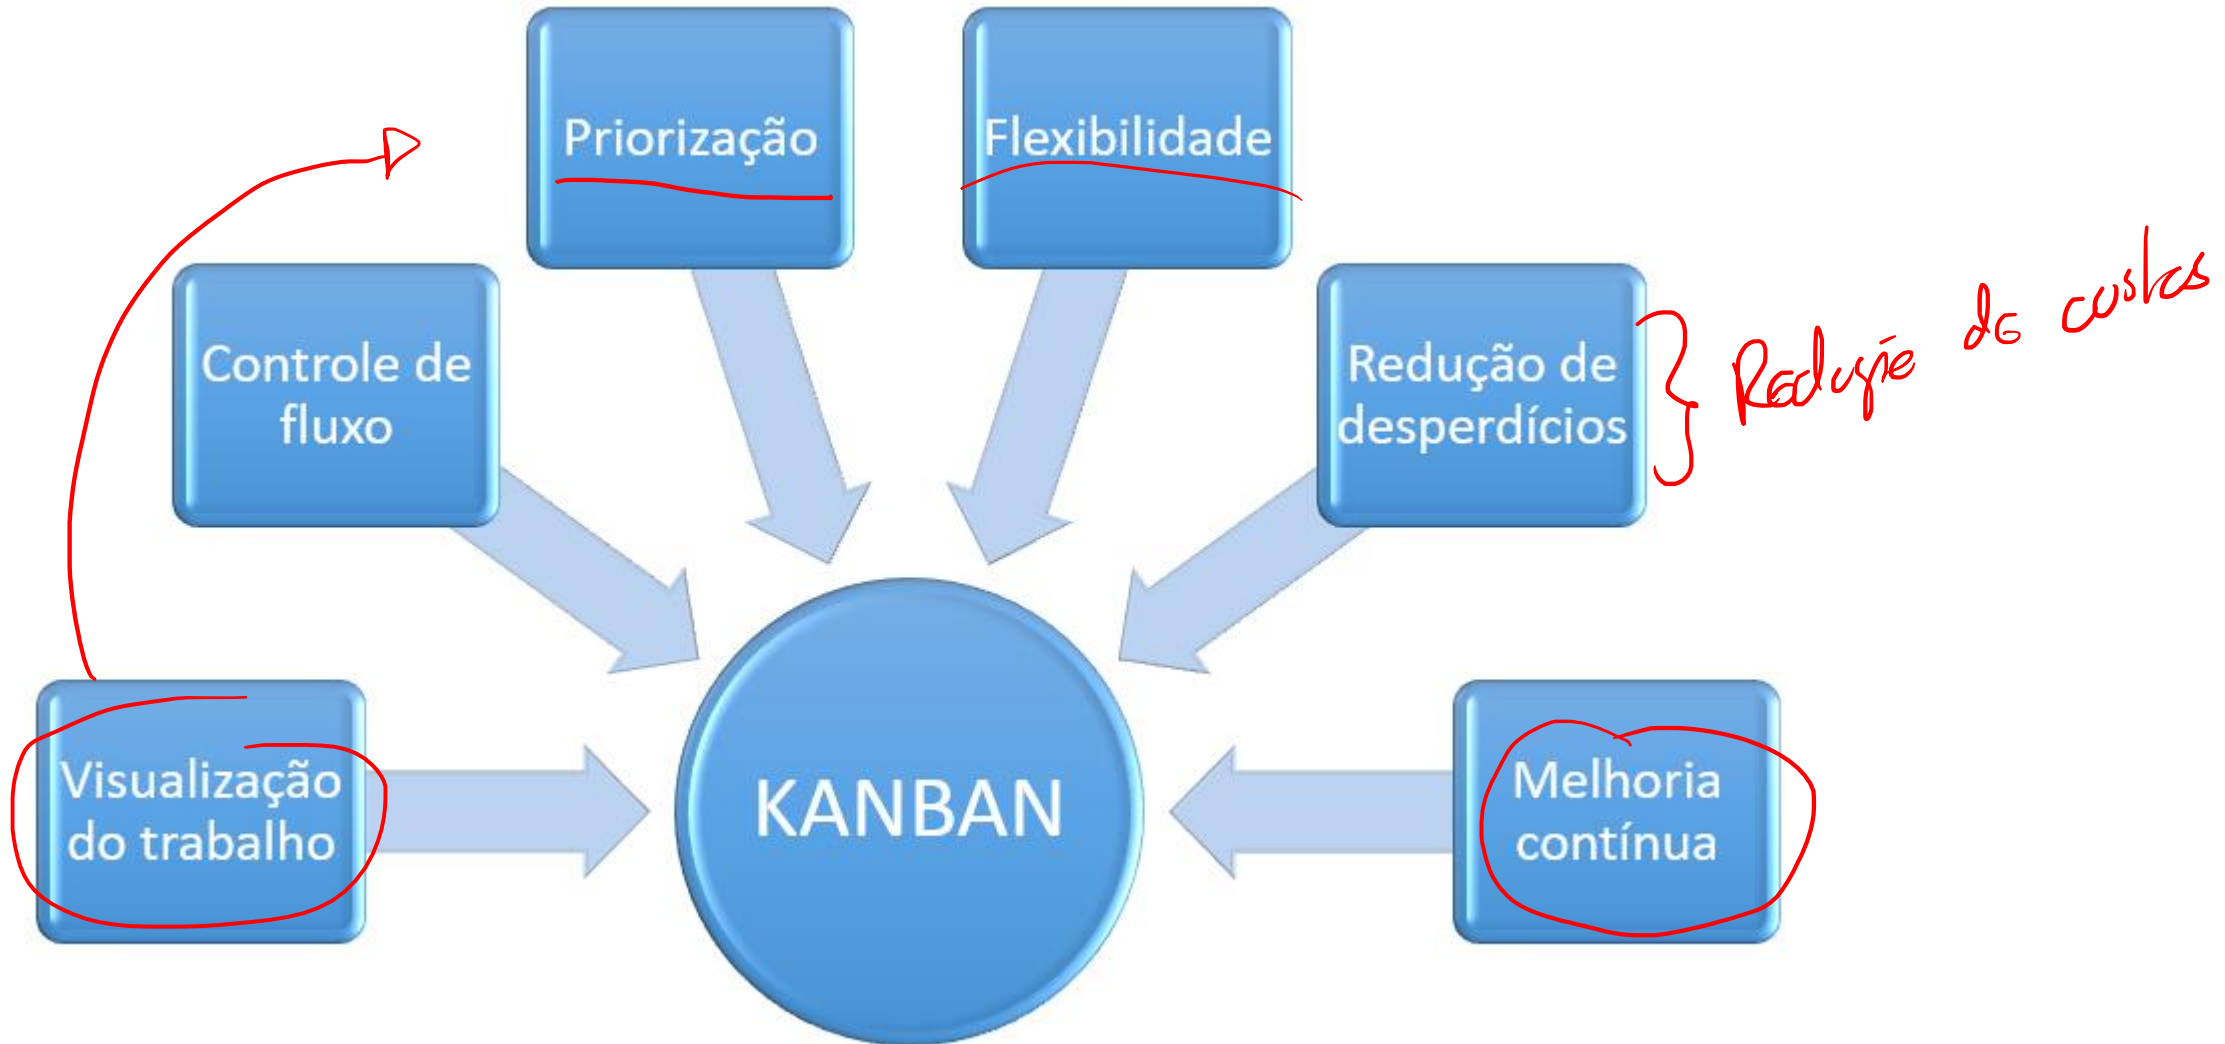 Priorização
Flexibilidade
Controle de
fluxo
Redução de
desperdícios
Redução de custos
Visualização
do trabalho
KANBAN
Melhoria
contínua